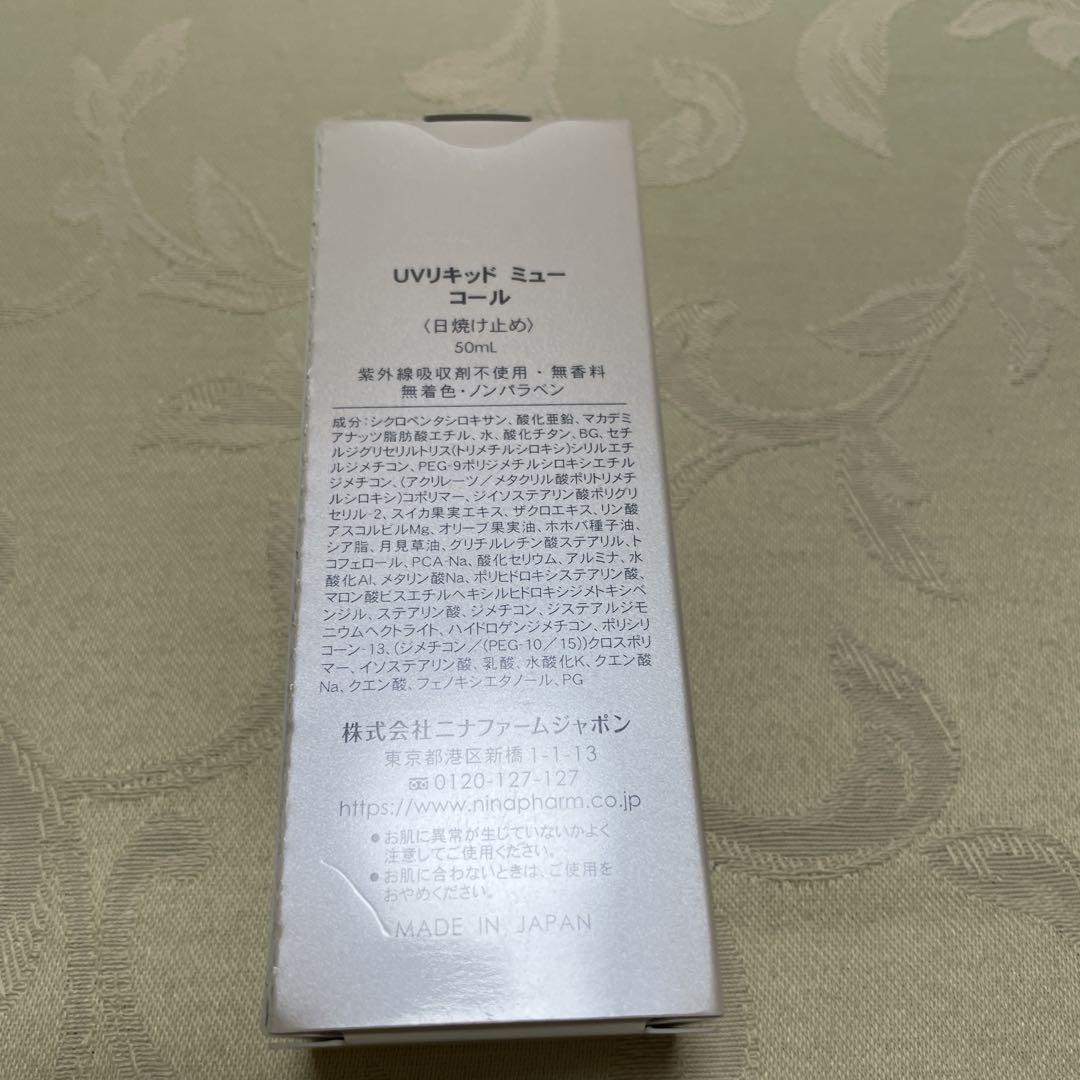 UVリキッド ミュー
コール
〈日焼け止め〉
50mL
紫外線吸収剤不使用・無香料
無着色・ノンパラベン
成分：シクロペンタシロキサン、酸化亜鉛、マカデミ
アナッツ脂肪酸エチル、水、酸化チタン、BG、セチ
ルジグリセリルトリス(トリメチルシロキシ)シリルエチ
ルジメチコン、PEG-9ポリジメチルシロキシエチル
ジメチコン、(アクリレーツ／メタクリル酸ポリトリメチ
ルシロキシ)コポリマー、ジイソステアリン酸ポリグリ
セリル-2、スイカ果実エキス、ザクロエキス、リン酸
アスコルビルMg、オリーブ果実油、ホホバ種子油、
シア脂、月見草油、グリチルレチン酸ステアリル、ト
コフェロール、PCA-Na、酸化セリウム、アルミナ、水
酸化Al、メタリン酸Na、ポリヒドロキシステアリン酸、
マロン酸ビスエチルヘキシルヒドロキシジメトキシベ
ンジル、ステアリン酸、ジメチコン、ジステアルジモ
ニウムヘクトライト、ハイドロゲンジメチコン、ポリシリ
コーン-13、(ジメチコン／(PEG-10／15))クロスポリ
マー、イソステアリン酸、乳酸、水酸化K、クエン酸
Na、クエン酸、フェノキシエタノール、PG
株式会社ニナファームジャポン
東京都港区新橋1-1-13
0120-127-127
https://www.ninapharm.co.jp
●お肌に異常が生じていないかよく
注意してご使用ください。
●お肌に合わないときは、ご使用を
おやめください。
MADE IN JAPAN